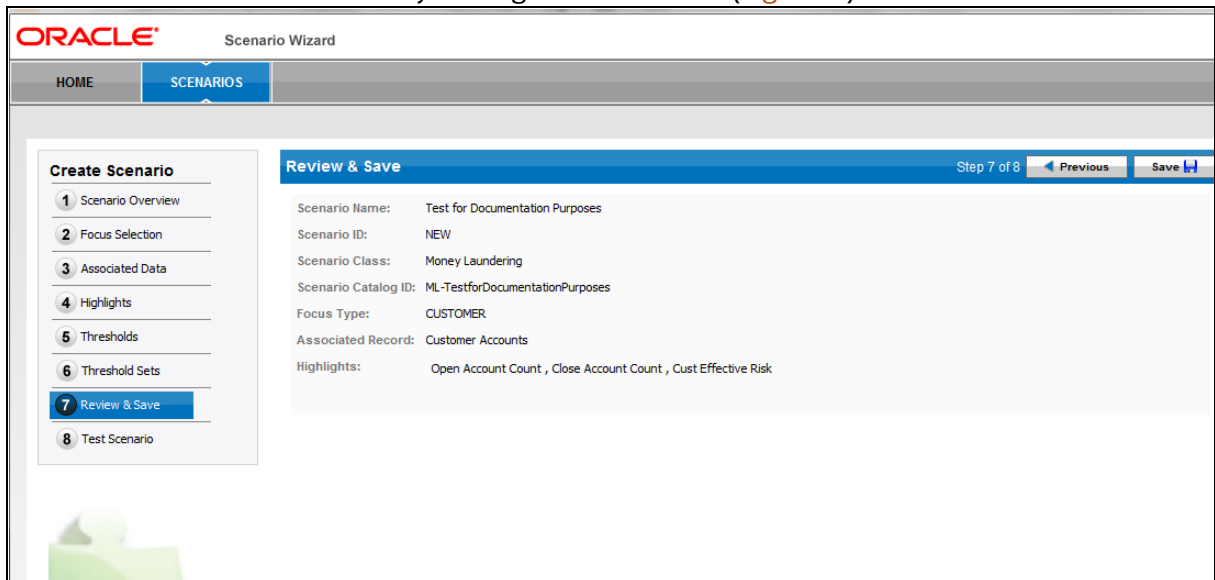 ORACLE Scenario Wizard
HOME SCENARIOS
Create Scenario
1 Scenario Overview
2 Focus Selection
3 Associated Data
4 Highlights
5 Thresholds
6 Threshold Sets
7 Review & Save
8 Test Scenario
Review & Save Step 7 of 8 Previous Save
Scenario Name: Test for Documentation Purposes
Scenario ID: NEW
Scenario Class: Money Laundering
Scenario Catalog ID: ML-TestforDocumentationPurposes
Focus Type: CUSTOMER
Associated Record: Customer Accounts
Highlights: Open Account Count , Close Account Count , Cust Effective Risk